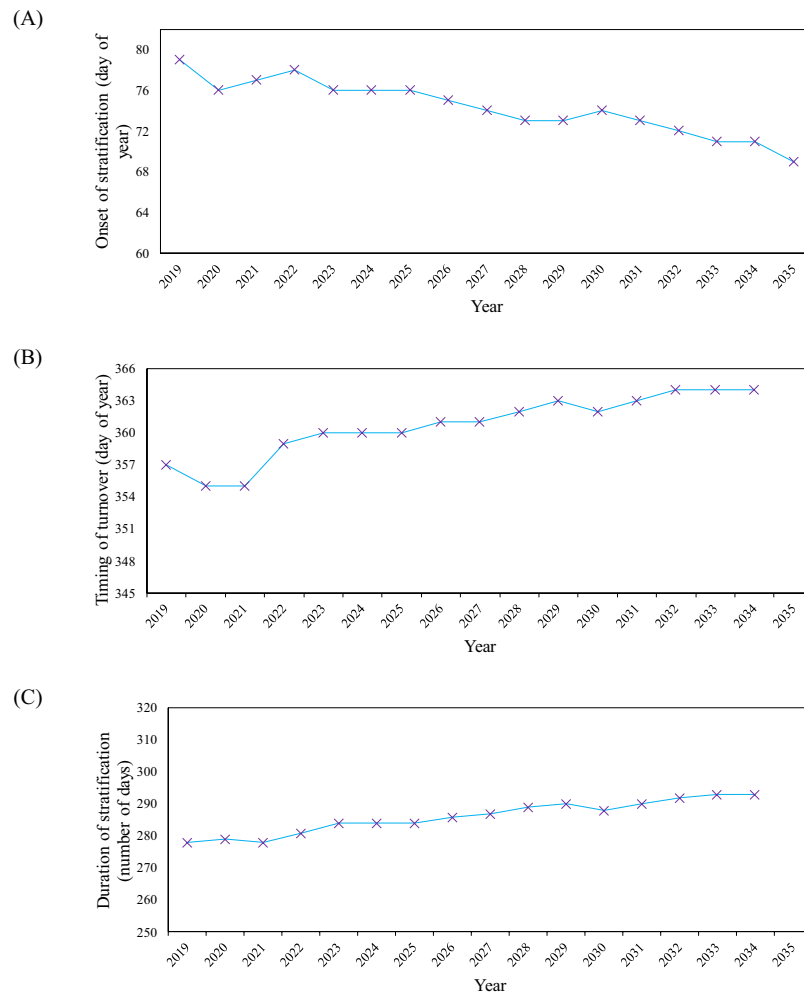 (A)
Onset of stratification (day of
year)
80
76
72
68
64
60
2019 2020 2021 2022 2023 2024 2025 2026 2027 2028 2029 2030 2031 2032 2033 2034 2035
Year
(B)
Timing of turnover (day of year)
366
363
360
357
354
351
348
345
2019 2020 2021 2022 2023 2024 2025 2026 2027 2028 2029 2030 2031 2032 2033 2034 2035
Year
(C)
Duration of stratification
(number of days)
320
310
300
290
280
270
260
250
2019 2020 2021 2022 2023 2024 2025 2026 2027 2028 2029 2030 2031 2032 2033 2034 2035
Year